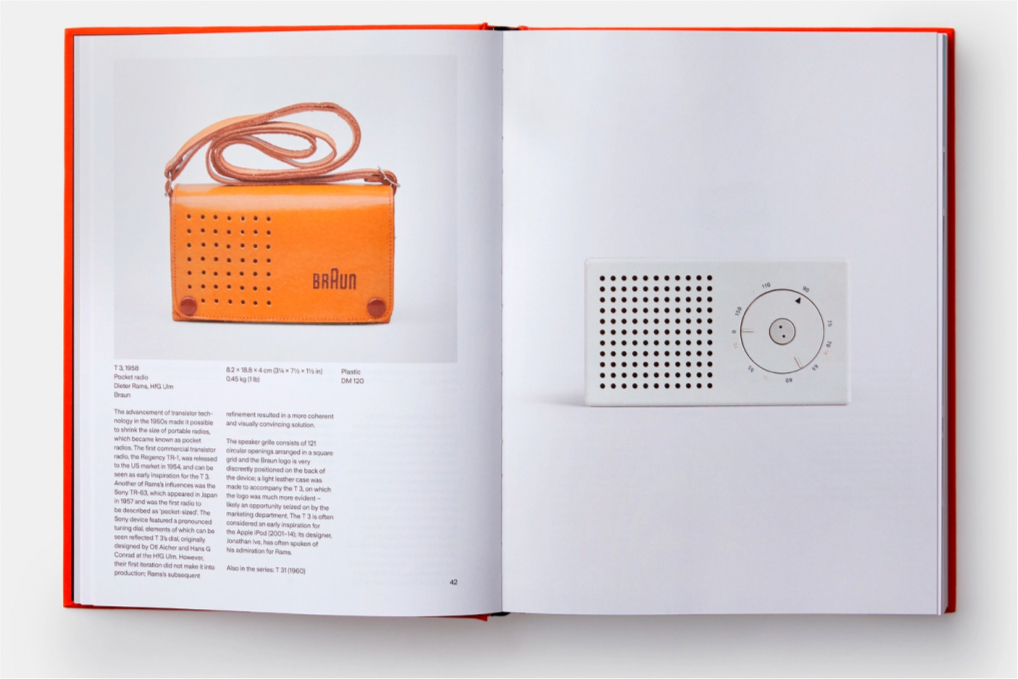 BRAUN
T 3, 1958
Pocket radio
Dieter Rams, HfG Ulm
Braun
8.2 × 18.8 × 4 cm (3¼ × 7½ × 1½ in)
0.45 kg (1 lb)
Plastic
DM 120
The advancement of transistor tech-
nology in the 1950s made it possible
to shrink the size of portable radios,
which became known as pocket
radios. The first commercial transistor
radio, the Regency TR-1, was released
to the US market in 1954, and can be
seen as early inspiration for the T 3.
Another of Rams's influences was the
Sony TR-63, which appeared in Japan
in 1957 and was the first radio to
be described as 'pocket-sized'. The
Sony device featured a pronounced
tuning dial, elements of which can be
seen reflected T 3's dial, originally
designed by Otl Aicher and Hans G
Conrad at the HfG Ulm. However,
their first iteration did not make it into
production; Rams's subsequent
refinement resulted in a more coherent
and visually convincing solution.
The speaker grille consists of 121
circular openings arranged in a square
grid and the Braun logo is very
discreetly positioned on the back of
the device; a light leather case was
made to accompany the T 3, on which
the logo was much more evident –
likely an opportunity seized on by the
marketing department. The T 3 is often
considered an early inspiration for
the Apple iPod (2001–14); its designer,
Jonathan Ive, has often spoken of
his admiration for Rams.
Also in the series: T 31 (1960)
42
110
90
75
70
60
55